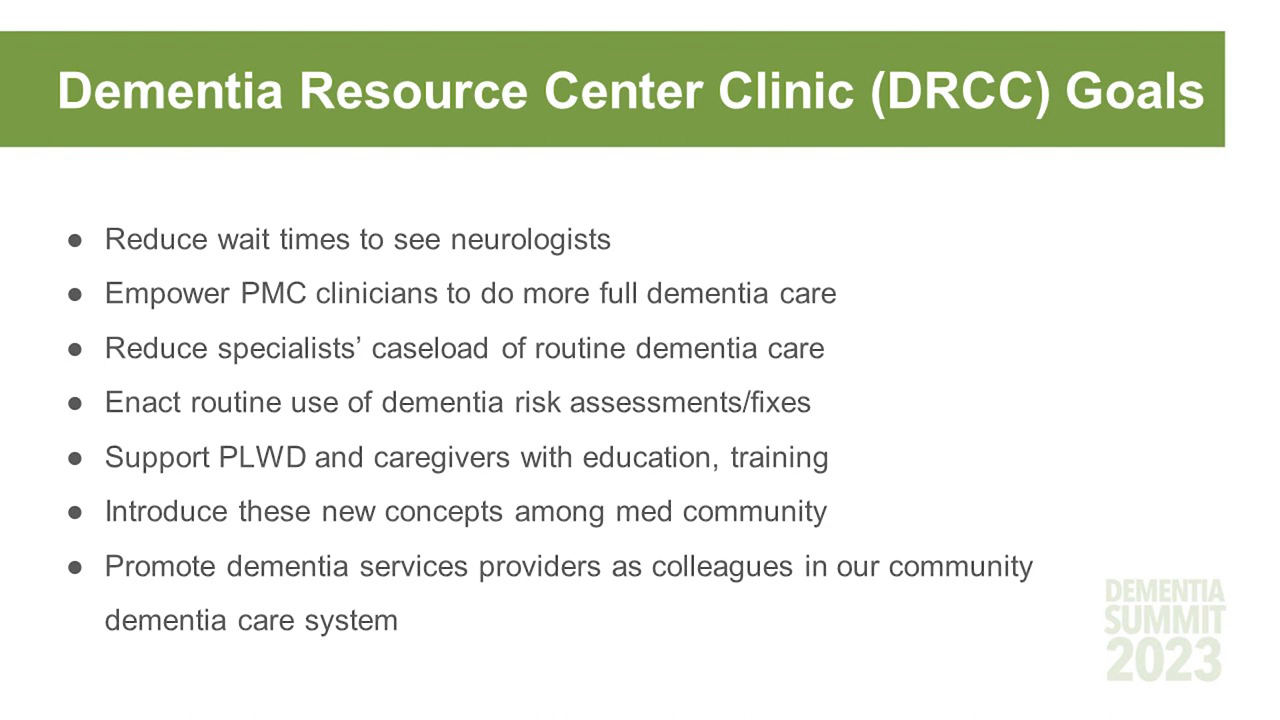 Dementia Resource Center Clinic (DRCC) Goals
● Reduce wait times to see neurologists
● Empower PMC clinicians to do more full dementia care
● Reduce specialists’ caseload of routine dementia care
● Enact routine use of dementia risk assessments/fixes
● Support PLWD and caregivers with education, training
● Introduce these new concepts among med community
● Promote dementia services providers as colleagues in our community
dementia care system
DEMENTIA
SUMMIT
2023